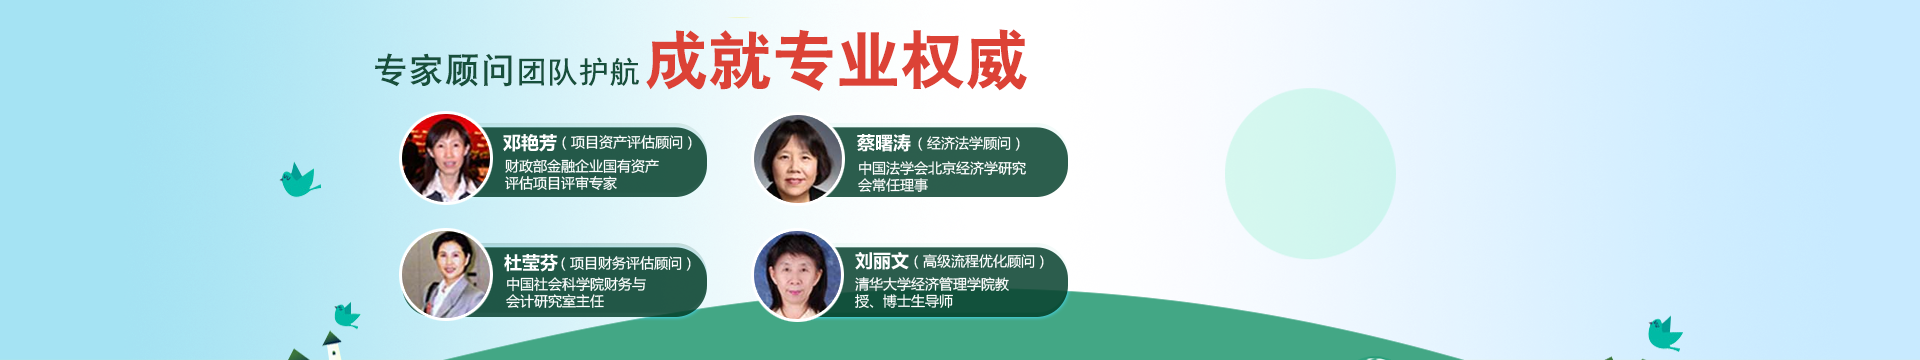 专家顾问团队护航 成就专业权威
邓艳芳（项目资产评估顾问）
财政部金融企业国有资产
评估项目评审专家
蔡曙涛（经济法学顾问）
中国法学会北京经济学研究
会常任理事
杜莹芬（项目财务评估顾问）
中国社会科学院财务与
会计研究室主任
刘丽文（高级流程优化顾问）
清华大学经济管理学院教
授、博士生导师